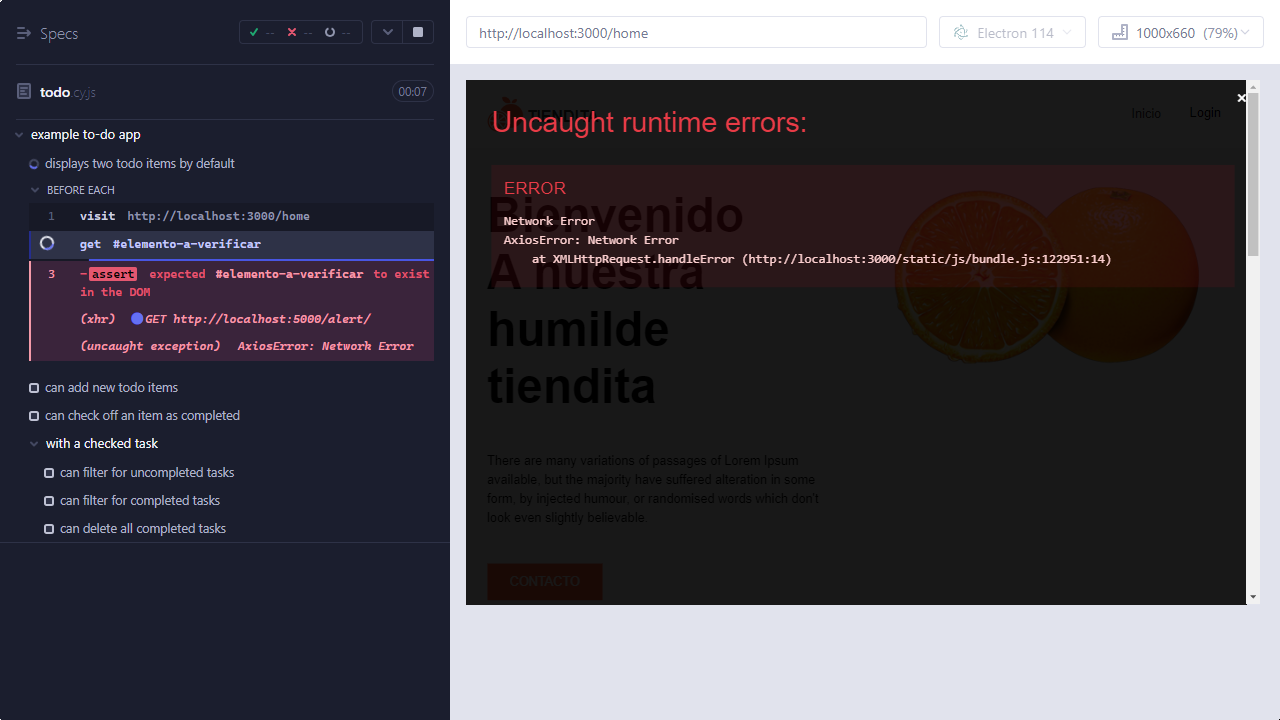 Specs
-- -- --
todo.cy.js
00:07
example to-do app
displays two todo items by default
BEFORE EACH
1 visit http://localhost:3000/home
get #elemento-a-verificar
3 -assert expected #elemento-a-verificar to exist
in the DOM
(xhr) GET http://localhost:5000/alert/
(uncaught exception) AxiosError: Network Error
can add new todo items
can check off an item as completed
with a checked task
can filter for uncompleted tasks
can filter for completed tasks
can delete all completed tasks
http://localhost:3000/home
Electron 114
1000x660 (79%)
TIENDITA
Inicio
Login
Uncaught runtime errors:
ERROR
Network Error
AxiosError: Network Error
at XMLHttpRequest.handleError (http://localhost:3000/static/js/bundle.js:122951:14)
Bienvenido
A nuestra
humilde
tiendita
There are many variations of passages of Lorem Ipsum
available, but the majority have suffered alteration in some
form, by injected humour, or randomised words which don't
look even slightly believable.
CONTACTO